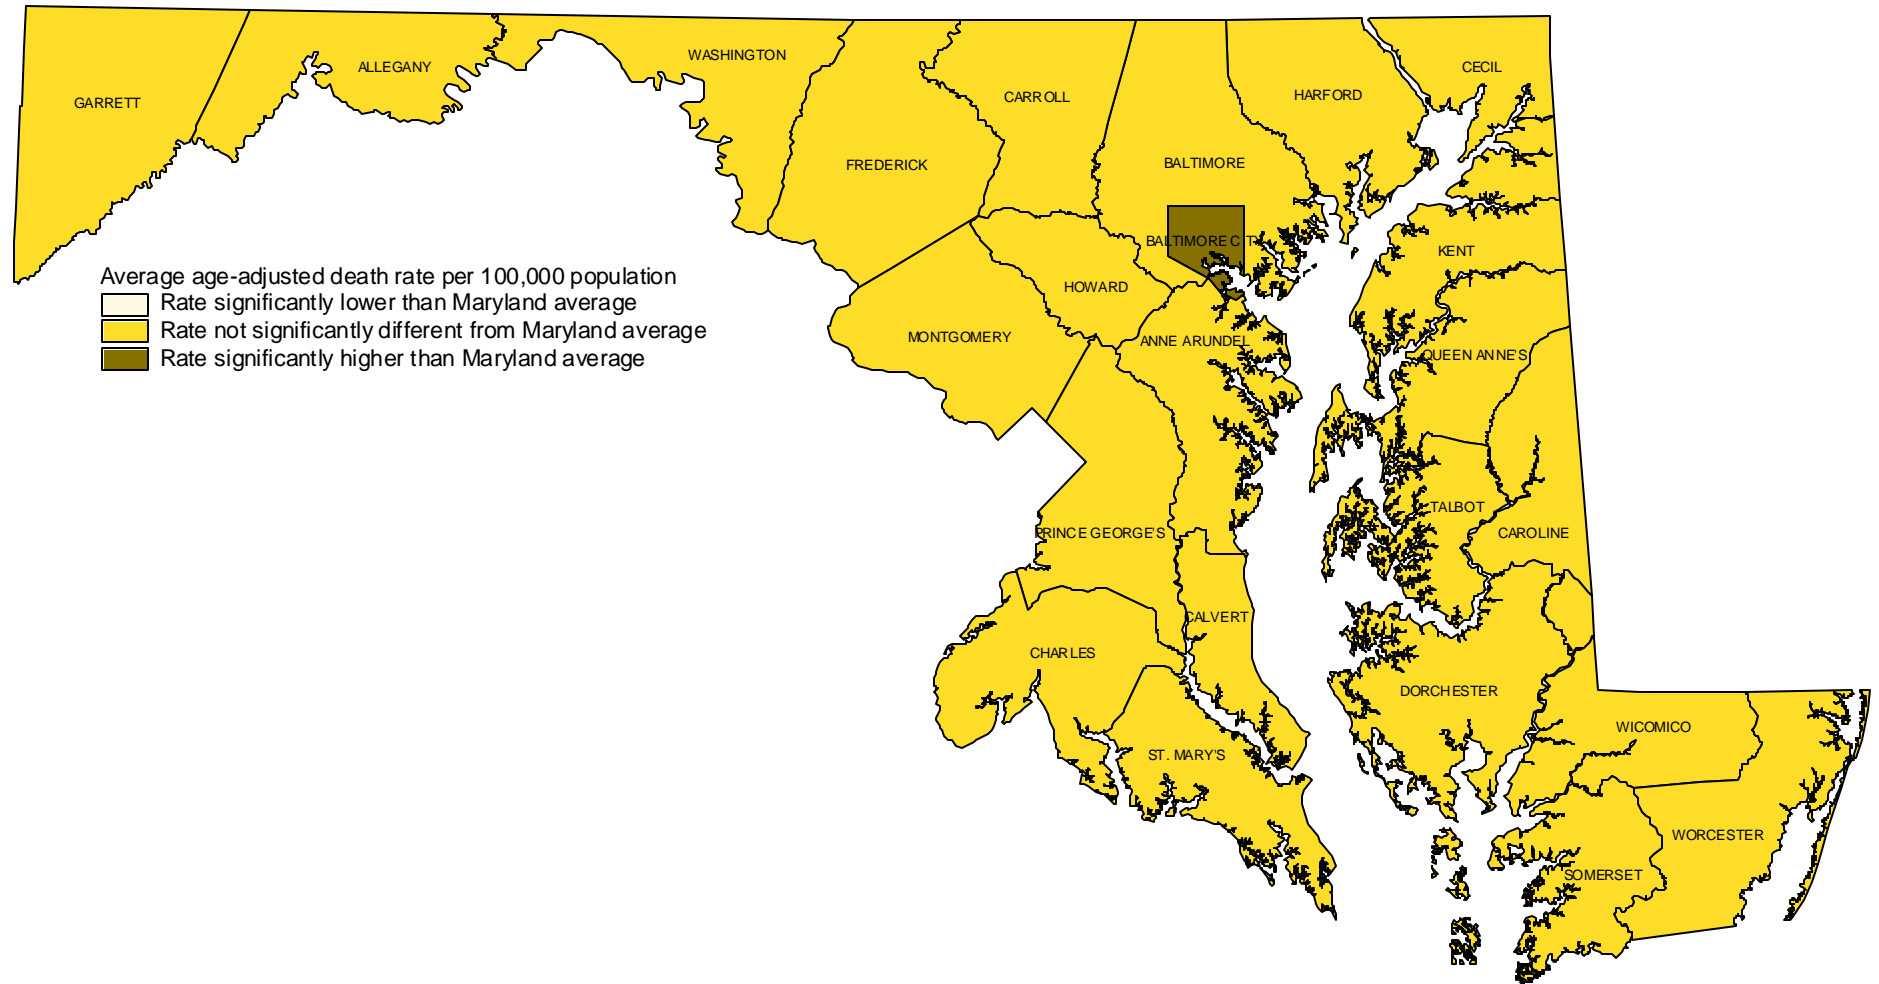 WASHINGTON
ALLEGANY
CECIL
GARRETT
CARROLL
HARFORD
FREDERICK
BALTIMORE
BALTIMORE CITY
KENT
Average age-adjusted death rate per 100,000 population
Rate significantly lower than Maryland average
Rate not significantly different from Maryland average
Rate significantly higher than Maryland average
HOWARD
MONTGOMERY
ANNE ARUNDEL
QUEEN ANNE'S
TALBOT
PRINCE GEORGE'S
CAROLINE
CALVERT
CHARLES
DORCHESTER
WICOMICO
ST. MARY'S
WORCESTER
SOMERSET